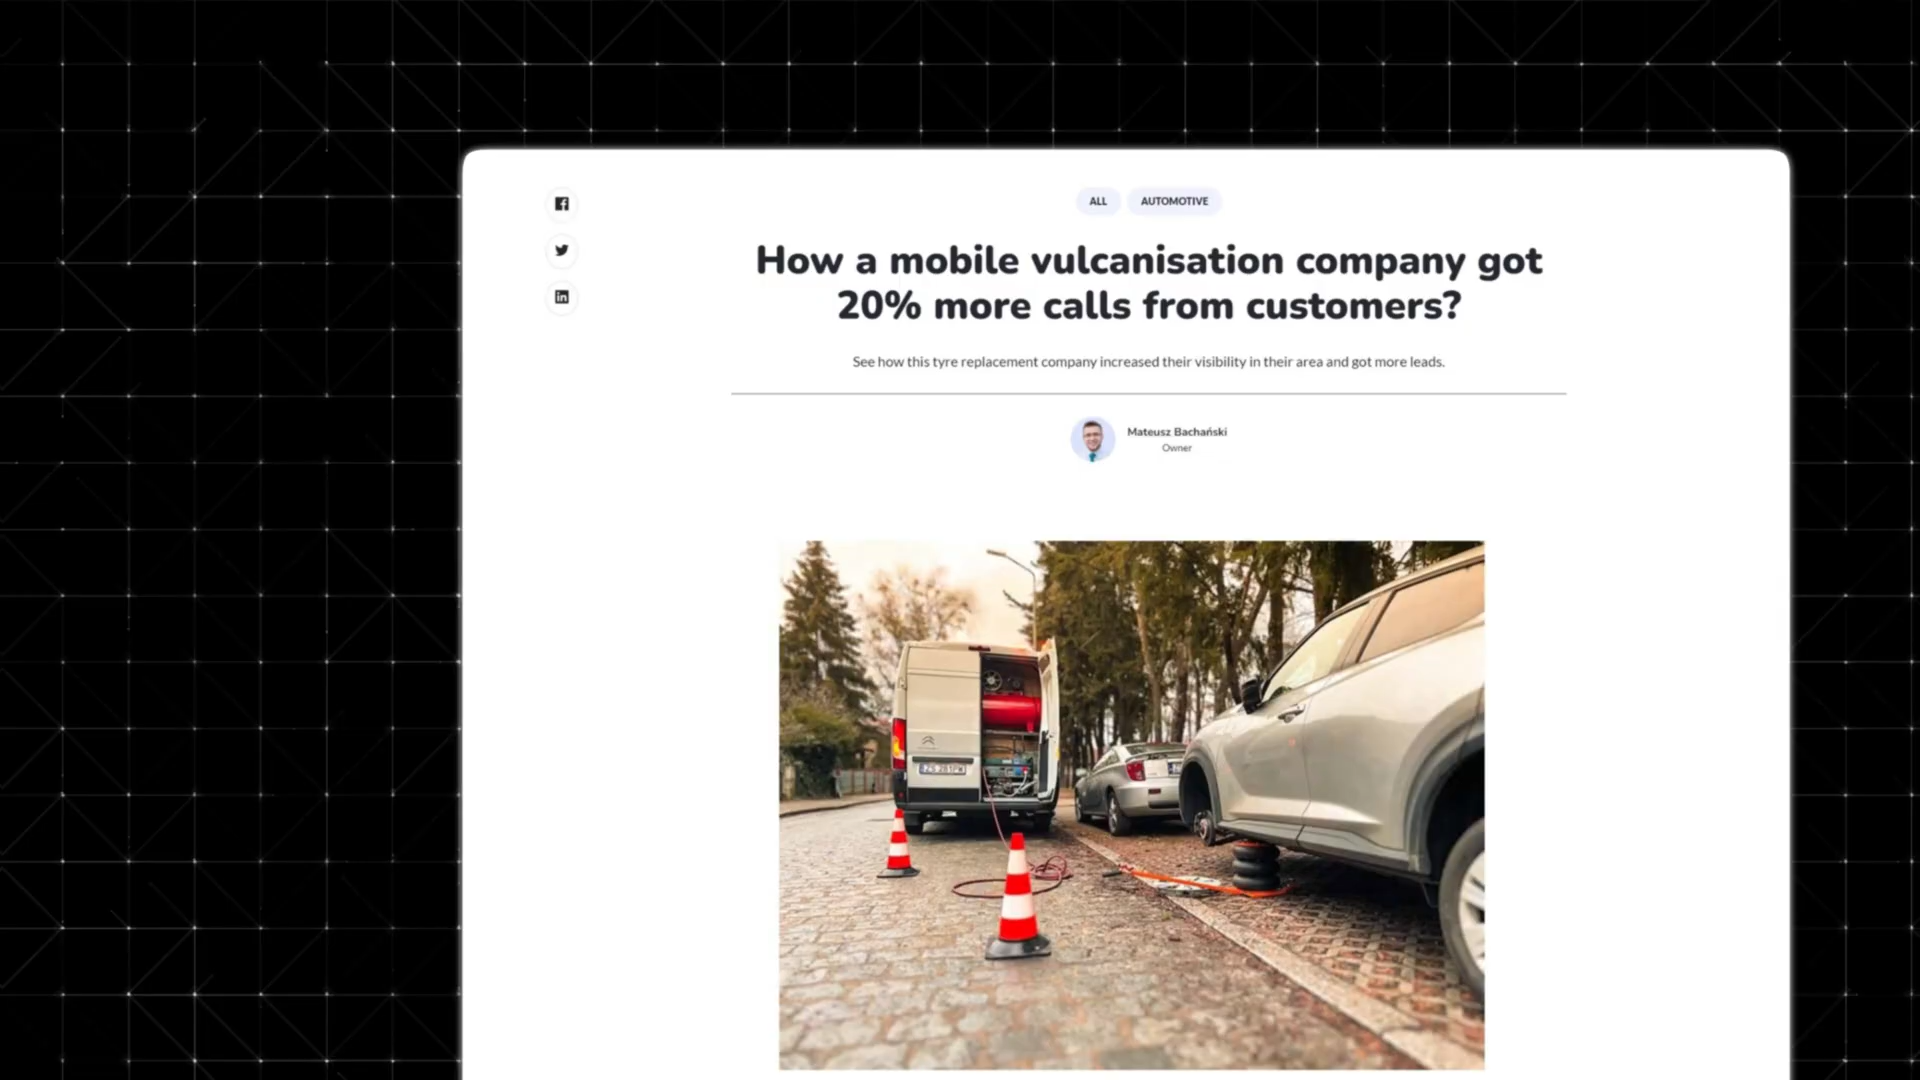 ALL
AUTOMOTIVE
How a mobile vulcanisation company got
20% more calls from customers?
See how this tyre replacement company increased their visibility in their area and got more leads.
Mateusz Bachański
Owner